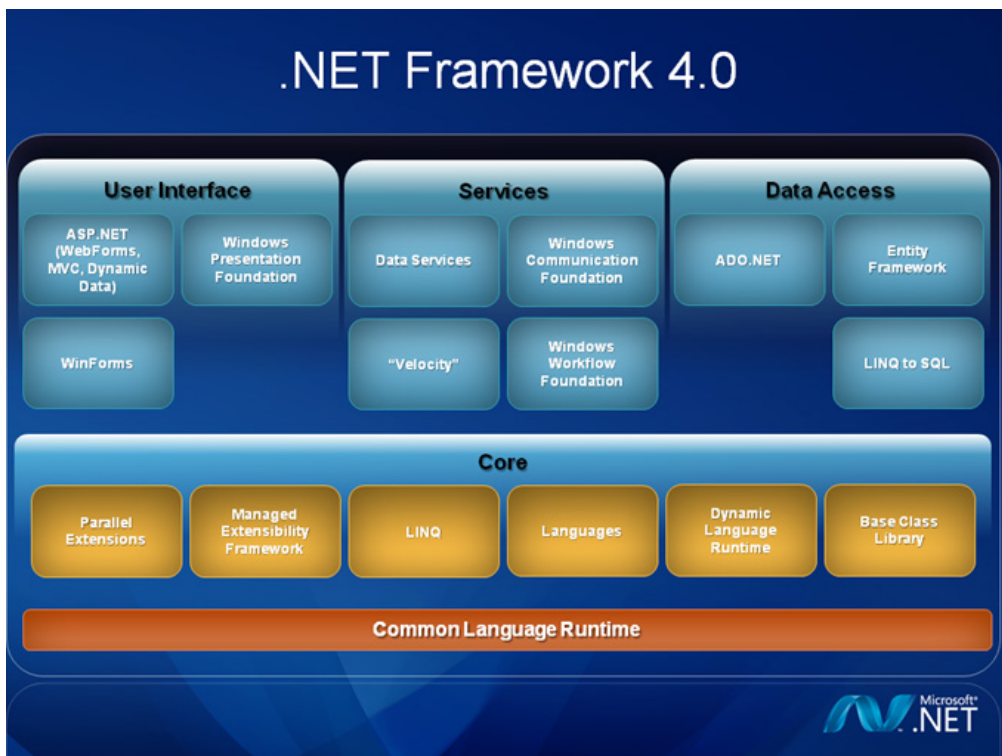 .NET Framework 4.0
User Interface
ASP.NET
(WebForms,
MVC, Dynamic
Data)
Windows
Presentation
Foundation
WinForms
Services
Data Services
Windows
Communication
Foundation
"Velocity"
Windows
Workflow
Foundation
Data Access
ADO.NET
Entity
Framework
LINQ to SQL
Core
Parallel
Extensions
Managed
Extensibility
Framework
LINQ
Languages
Dynamic
Language
Runtime
Base Class
Library
Common Language Runtime
Microsoft®
.NET